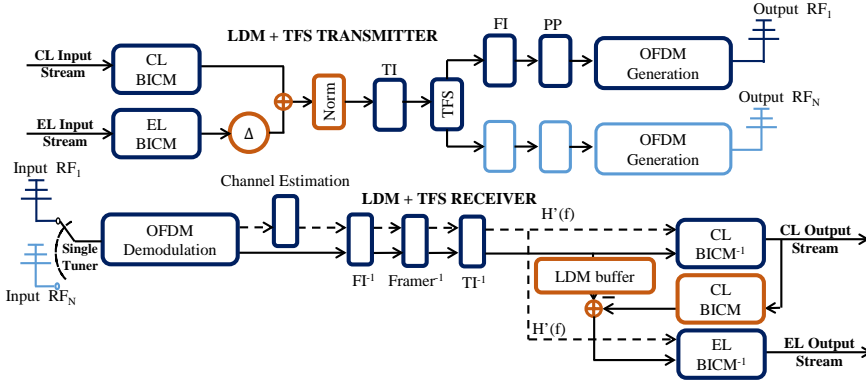 LDM + TFS TRANSMITTER
CL Input
Stream
CL
BICM
EL Input
Stream
EL
BICM
Δ
Norm
TI
TFS
FI
PP
OFDM
Generation
Output RF1
Output RFN
OFDM
Generation
LDM + TFS RECEIVER
Input RF1
Input RFN
Single
Tuner
OFDM
Demodulation
Channel Estimation
FI-1
Framer-1
TI-1
H'(f)
CL
BICM-1
CL Output
Stream
LDM buffer
CL
BICM
H'(f)
EL
BICM-1
EL Output
Stream